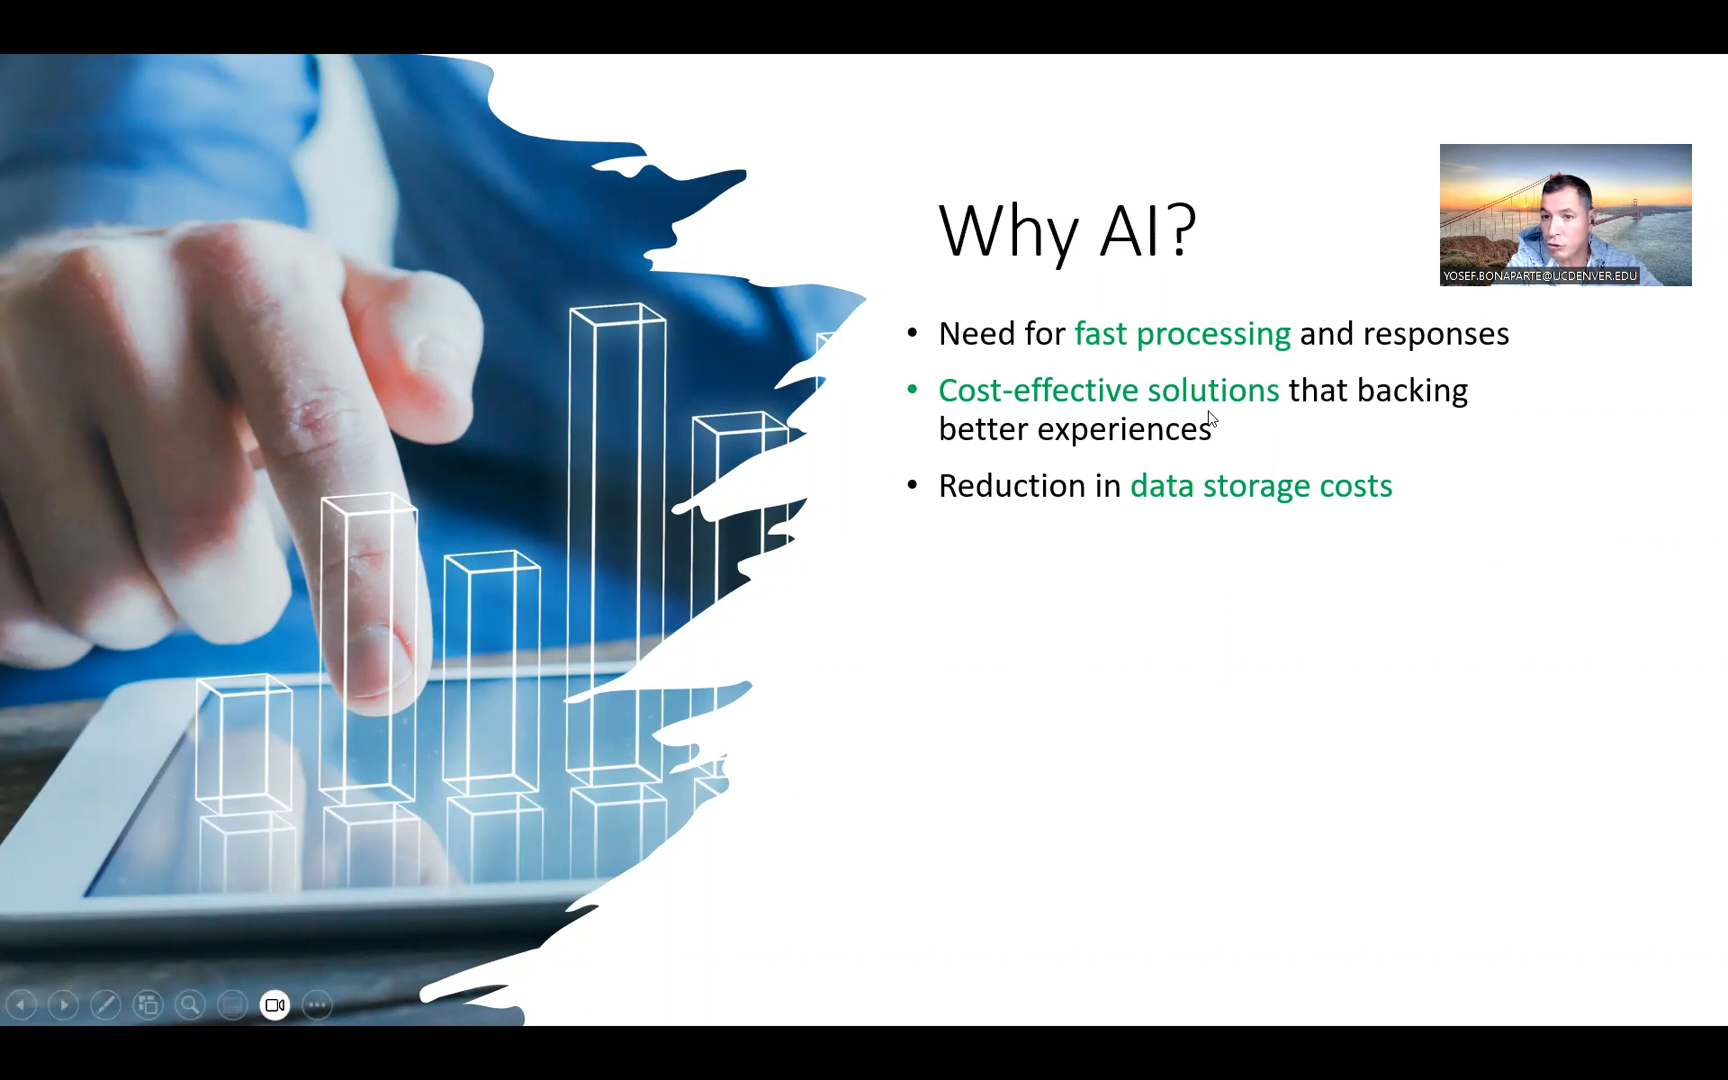 Why AI?
YOSEF.BONAPARTE@UCDENVER.EDU
• Need for fast processing and responses
• Cost-effective solutions that backing
better experiences
• Reduction in data storage costs